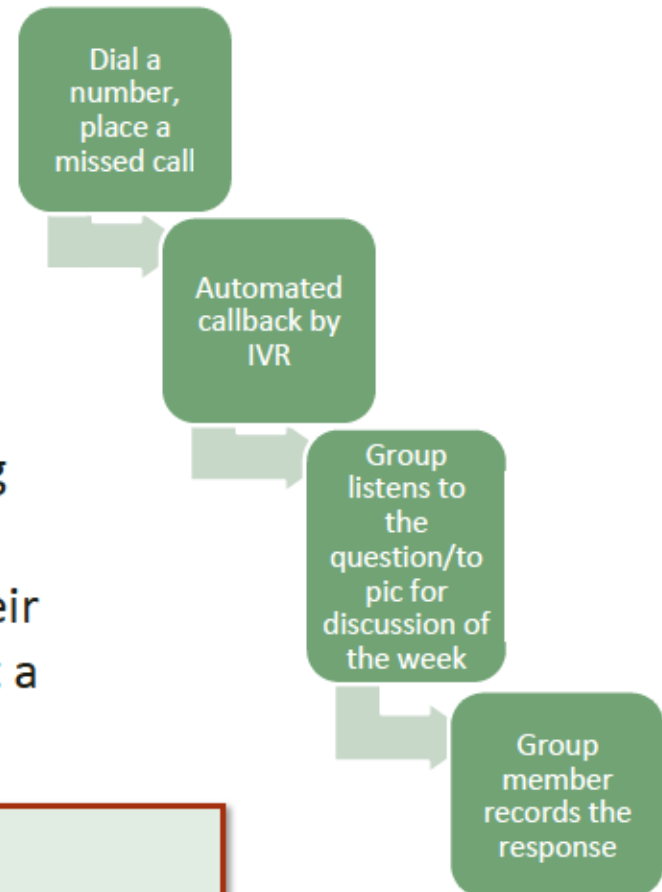 Dial a
number,
place a
missed call
Automated
callback by
IVR
Group
listens to
the
question/to
pic for
discussion of
the week
Group
member
records the
response
eir
a